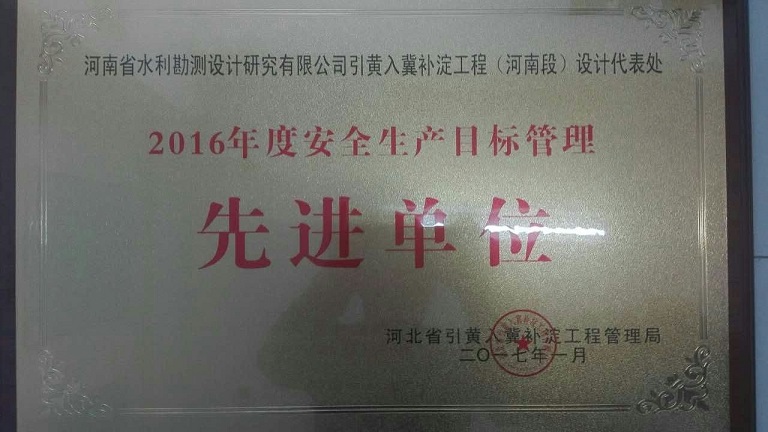 河南省水利勘测设计研究有限公司引黄入冀补淀工程（河南段）设计代表处
2016年度安全生产目标管理
先进单位
河北省引黄入冀补淀工程管理局
二〇一七年一月